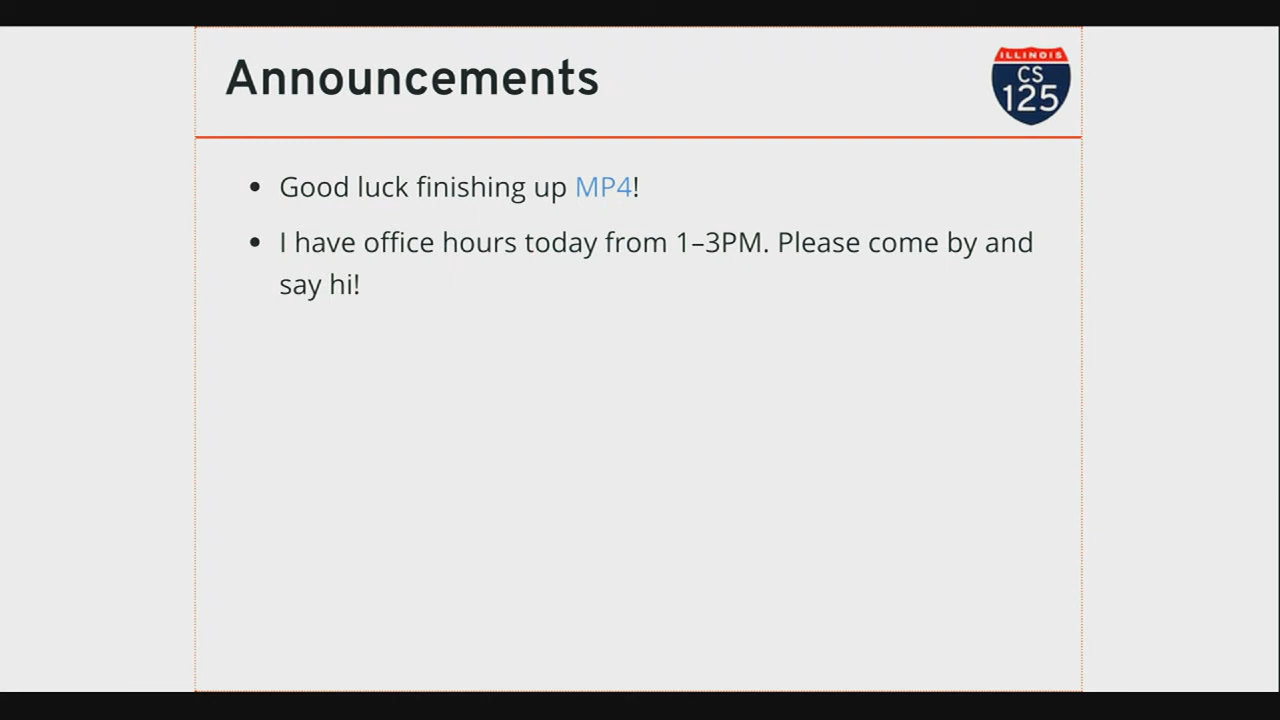 Announcements
ILLINOIS
CS
125
• Good luck finishing up MP4!
• I have office hours today from 1–3PM. Please come by and
say hi!